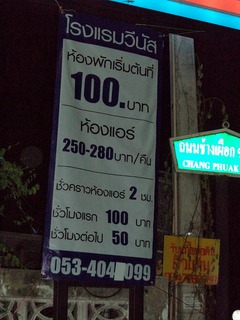 โรงแรมวีนัส
ห้องพักเริ่มต้นที่
100.-บาท
ห้องแอร์
250-280บาท/คืน
ชั่วคราวห้องแอร์ 2 ชม.
ชั่วโมงแรก 100 บาท
ชั่วโมงต่อไป 50 บาท
053-404 099
ถนนช้างเผือก
CHANG PHUAK